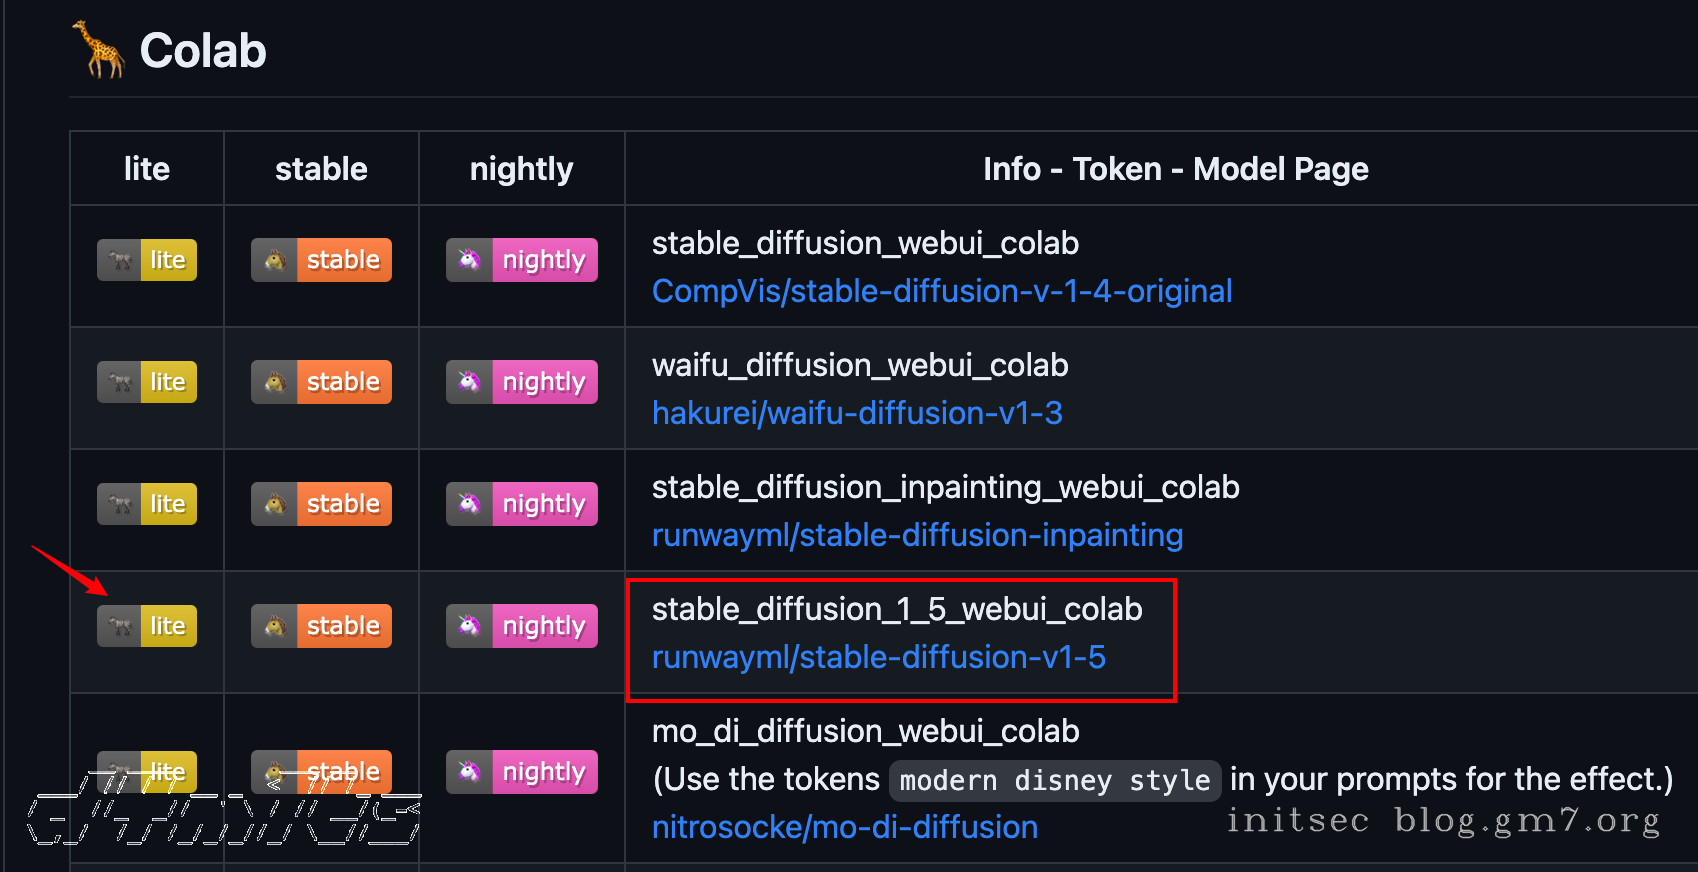 Colab
lite stable nightly Info - Token - Model Page
lite stable nightly stable_diffusion_webui_colab
CompVis/stable-diffusion-v-1-4-original
lite stable nightly waifu_diffusion_webui_colab
hakurei/waifu-diffusion-v1-3
lite stable nightly stable_diffusion_inpainting_webui_colab
runwayml/stable-diffusion-inpainting
lite stable nightly stable_diffusion_1_5_webui_colab
runwayml/stable-diffusion-v1-5
lite stable nightly mo_di_diffusion_webui_colab
(Use the tokens modern disney style in your prompts for the effect.)
nitrosocke/mo-di-diffusion
initsec blog.gm7.org